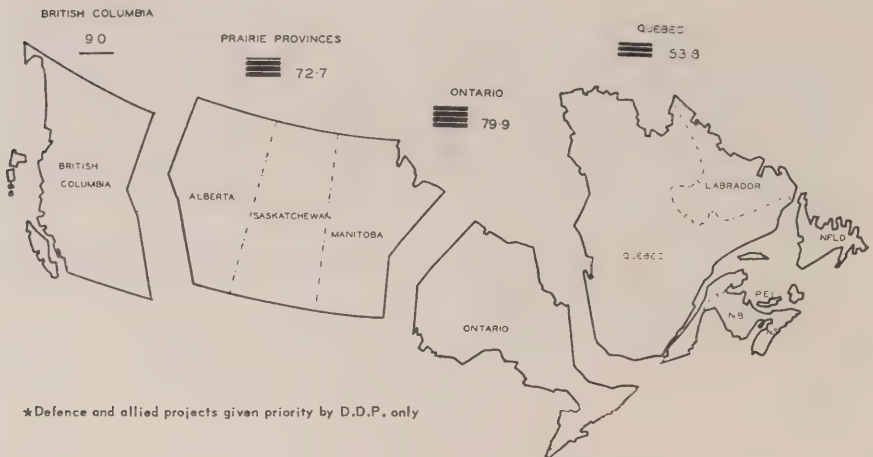 BRITISH COLUMBIA
9.0
PRAIRIE PROVINCES
72.7
ONTARIO
79.9
QUEBEC
53.8
BRITISH
COLUMBIA
ALBERTA
SASKATCHEWAN
MANITOBA
ONTARIO
QUEBEC
LABRADOR
NFLD
P.E.I.
NB
NS
*Defence and allied projects given priority by D.D.P. only